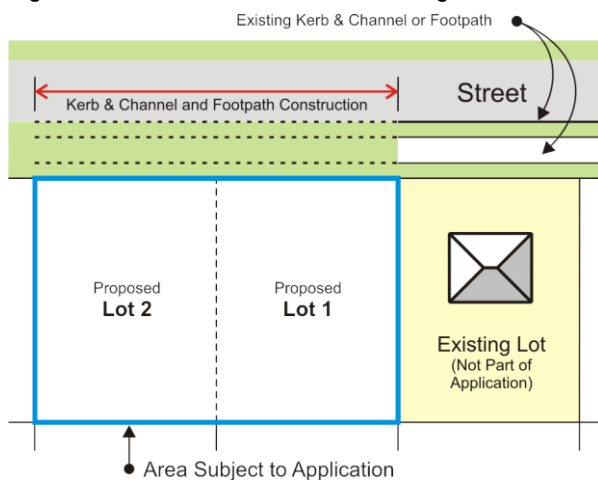 Existing Kerb & Channel or Footpath
Kerb & Channel and Footpath Construction
Street
Proposed
Lot 2
Proposed
Lot 1
Existing Lot
(Not Part of
Application)
Area Subject to Application